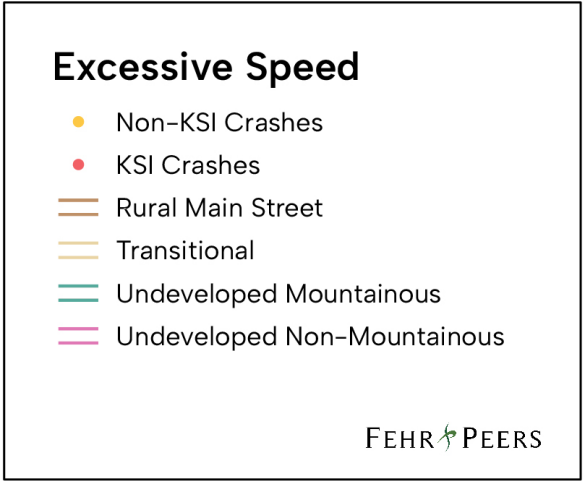 Excessive Speed
Non-KSI Crashes
KSI Crashes
Rural Main Street
Transitional
Undeveloped Mountainous
Undeveloped Non-Mountainous
FEHR PEERS